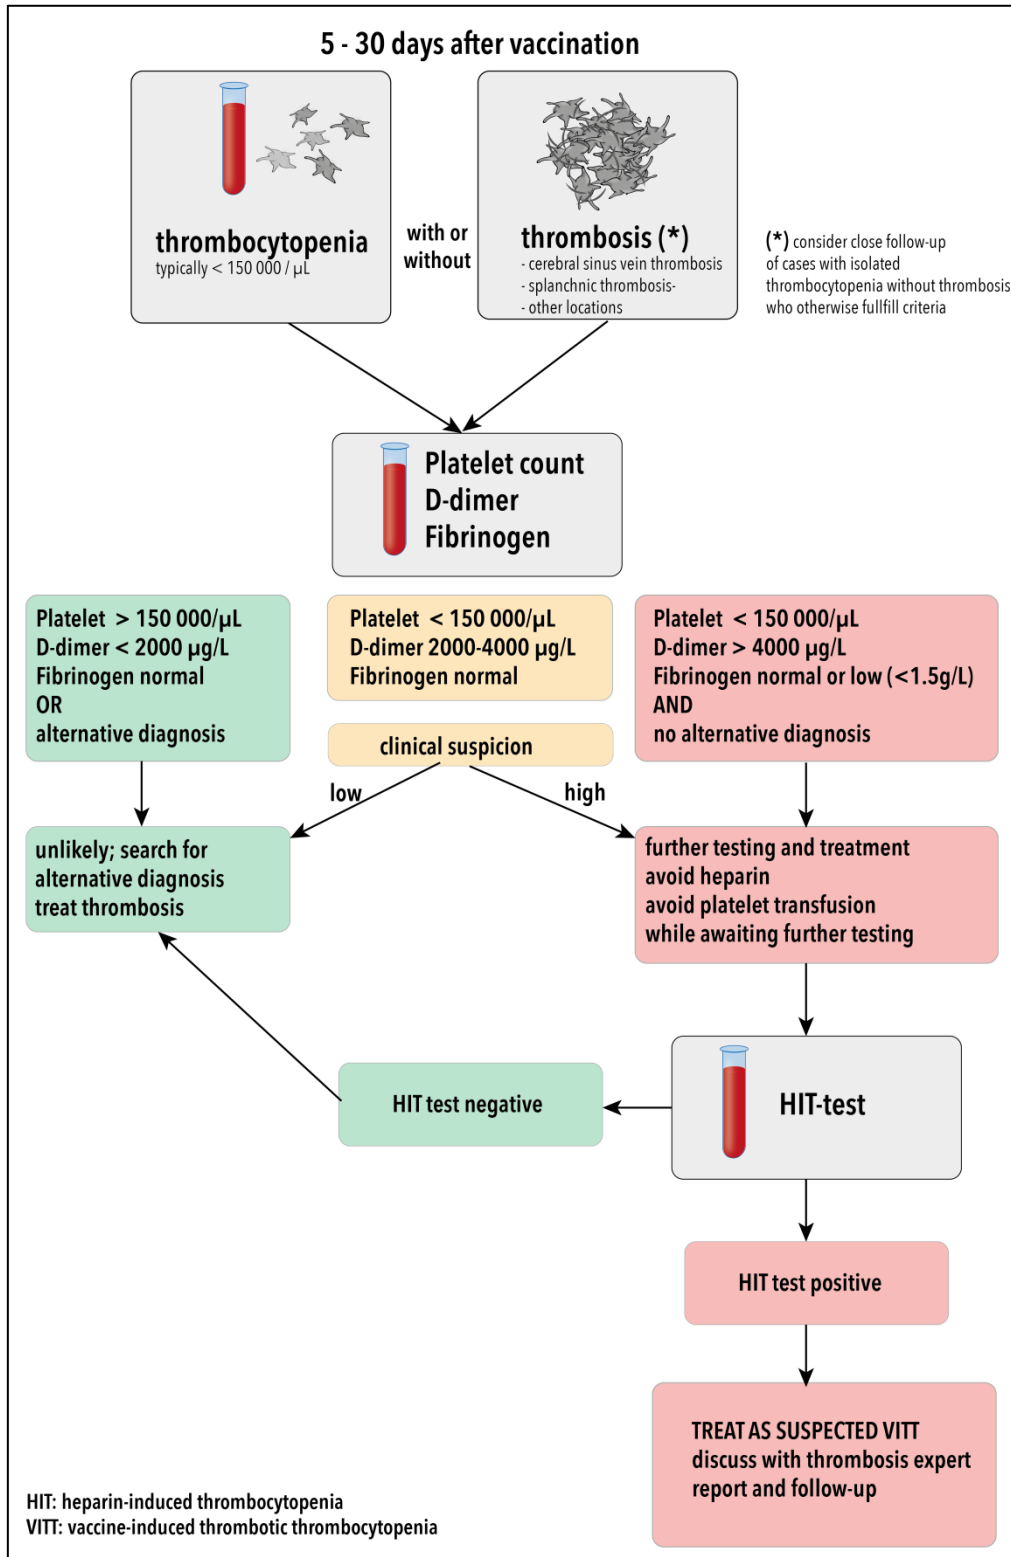 5 - 30 days after vaccination
thrombocytopenia
typically < 150 000 / µL
with or
without
thrombosis (*)
- cerebral sinus vein thrombosis
- splanchnic thrombosis-
- other locations
(*) consider close follow-up
of cases with isolated
thrombocytopenia without thrombosis
who otherwise fullfill criteria
Platelet count
D-dimer
Fibrinogen
Platelet > 150 000/µL
D-dimer < 2000 µg/L
Fibrinogen normal
OR
alternative diagnosis
Platelet < 150 000/µL
D-dimer 2000-4000 µg/L
Fibrinogen normal
Platelet < 150 000/µL
D-dimer > 4000 µg/L
Fibrinogen normal or low (<1.5g/L)
AND
no alternative diagnosis
clinical suspicion
low
high
unlikely; search for
alternative diagnosis
treat thrombosis
further testing and treatment
avoid heparin
avoid platelet transfusion
while awaiting further testing
HIT test negative
HIT-test
HIT test positive
TREAT AS SUSPECTED VITT
discuss with thrombosis expert
report and follow-up
HIT: heparin-induced thrombocytopenia
VITT: vaccine-induced thrombotic thrombocytopenia